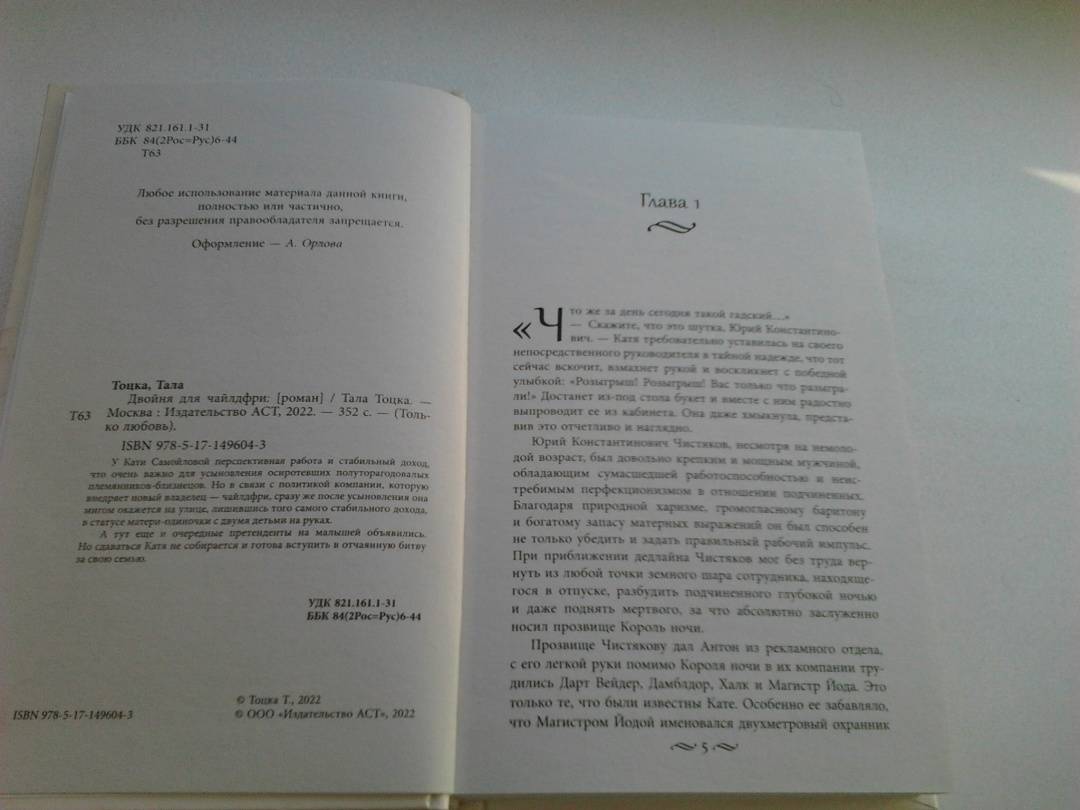 УДК 821.161.1-31
ББК 84(2Рос=Рус)6-44
Т63
Любое использование материала данной книги,
полностью или частично,
без разрешения правообладателя запрещается.
Оформление — А. Орлова
Тоцка, Тала
Двойня для чайлдфри: [роман] / Тала Тоцка. —
Т63 Москва : Издательство АСТ, 2022. — 352 с. — (Толь-
ко любовь).
ISBN 978-5-17-149604-3
У Кати Самойловой перспективная работа и стабильный доход,
что очень важно для усыновления осиротевших полуторагодовалых
племянников-близнецов. Но в связи с политикой компании, которую
внедряет новый владелец — чайлдфри, сразу же после усыновления она
мигом окажется на улице, лишившись того самого стабильного дохода,
в статусе матери-одиночки с двумя детьми на руках.
А тут еще и очередные претенденты на малышей объявились.
Но сдаваться Катя не собирается и готова вступить в отчаянную битву
за свою семью.
УДК 821.161.1-31
ББК 84(2Рос=Рус)6-44
© Тоцка Т., 2022
ISBN 978-5-17-149604-3 © ООО «Издательство АСТ», 2022
Глава 1
«Что же за день сегодня такой гадский…»
— Скажите, что это шутка, Юрий Константино-
вич. — Катя требовательно уставилась на своего
непосредственного руководителя в тайной надежде, что тот
сейчас вскочит, взмахнет рукой и воскликнет с победной
улыбкой: «Розыгрыш! Розыгрыш! Вас только что разыгра-
ли!» Достанет из-под стола букет и вместе с ним радостно
выпроводит ее из кабинета. Она даже хмыкнула, предста-
вив это отчетливо и наглядно.
Юрий Константинович Чистяков, несмотря на немоло-
дой возраст, был довольно крепким и мощным мужчиной,
обладающим сумасшедшей работоспособностью и неис-
требимым перфекционизмом в отношении подчиненных.
Благодаря природной харизме, громогласному баритону
и богатому запасу матерных выражений он был способен
не только убедить и задать правильный рабочий импульс.
При приближении дедлайна Чистяков мог без труда вер-
нуть из любой точки земного шара сотрудника, находяще-
гося в отпуске, разбудить подчиненного глубокой ночью
и даже поднять мертвого, за что абсолютно заслуженно
носил прозвище Король ночи.
Прозвище Чистякову дал Антон из рекламного отдела,
с его легкой руки помимо Короля ночи в их компании тру-
дились Дарт Вейдер, Дамблдор, Халк и Магистр Йода. Это
только те, что были известны Кате. Особенно ее забавляло,
что Магистром Йодой именовался двухметровый охранник
5